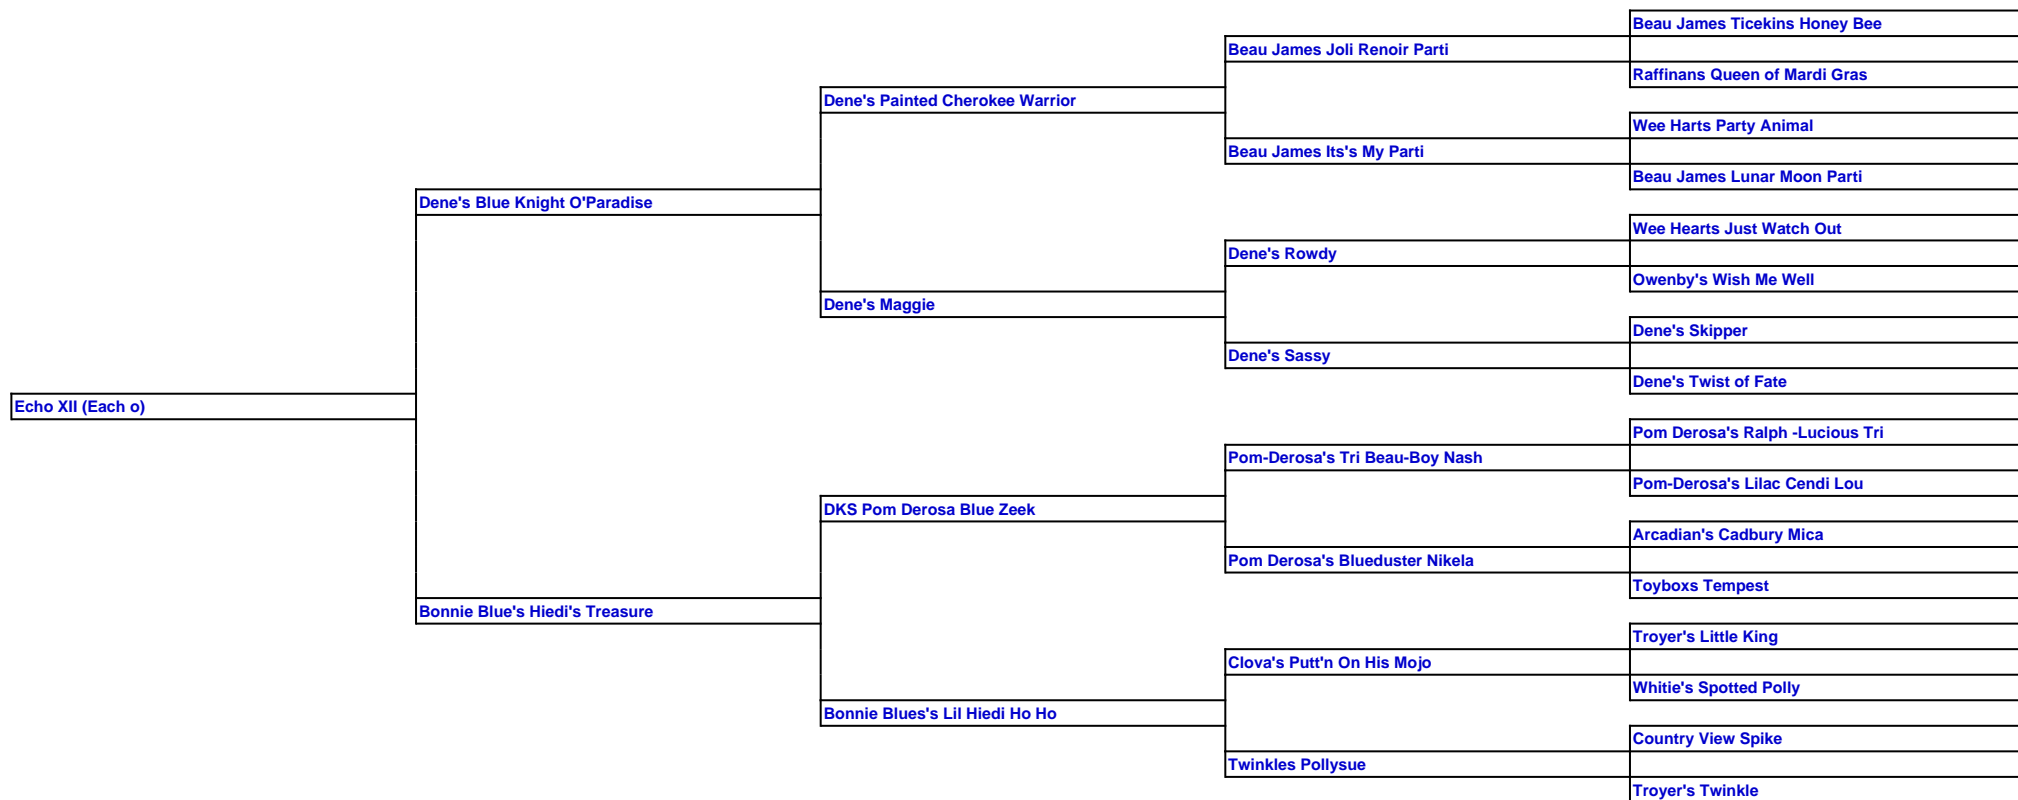 Beau James Ticekins Honey Bee
Beau James Joli Renoir Parti
Raffinans Queen of Mardi Gras
Dene's Painted Cherokee Warrior
Wee Harts Party Animal
Beau James Its's My Parti
Beau James Lunar Moon Parti
Dene's Blue Knight O'Paradise
Wee Hearts Just Watch Out
Dene's Rowdy
Owenby's Wish Me Well
Dene's Maggie
Dene's Skipper
Dene's Sassy
Dene's Twist of Fate
Echo XII (Each o)
Pom Derosa's Ralph -Lucious Tri
Pom-Derosa's Tri Beau-Boy Nash
Pom-Derosa's Lilac Cendi Lou
DKS Pom Derosa Blue Zeek
Arcadian's Cadbury Mica
Pom Derosa's Blueduster Nikela
Toyboxs Tempest
Bonnie Blue's Hiedi's Treasure
Troyer's Little King
Clova's Putt'n On His Mojo
Whitie's Spotted Polly
Bonnie Blues's Lil Hiedi Ho Ho
Country View Spike
Twinkles Pollysue
Troyer's Twinkle